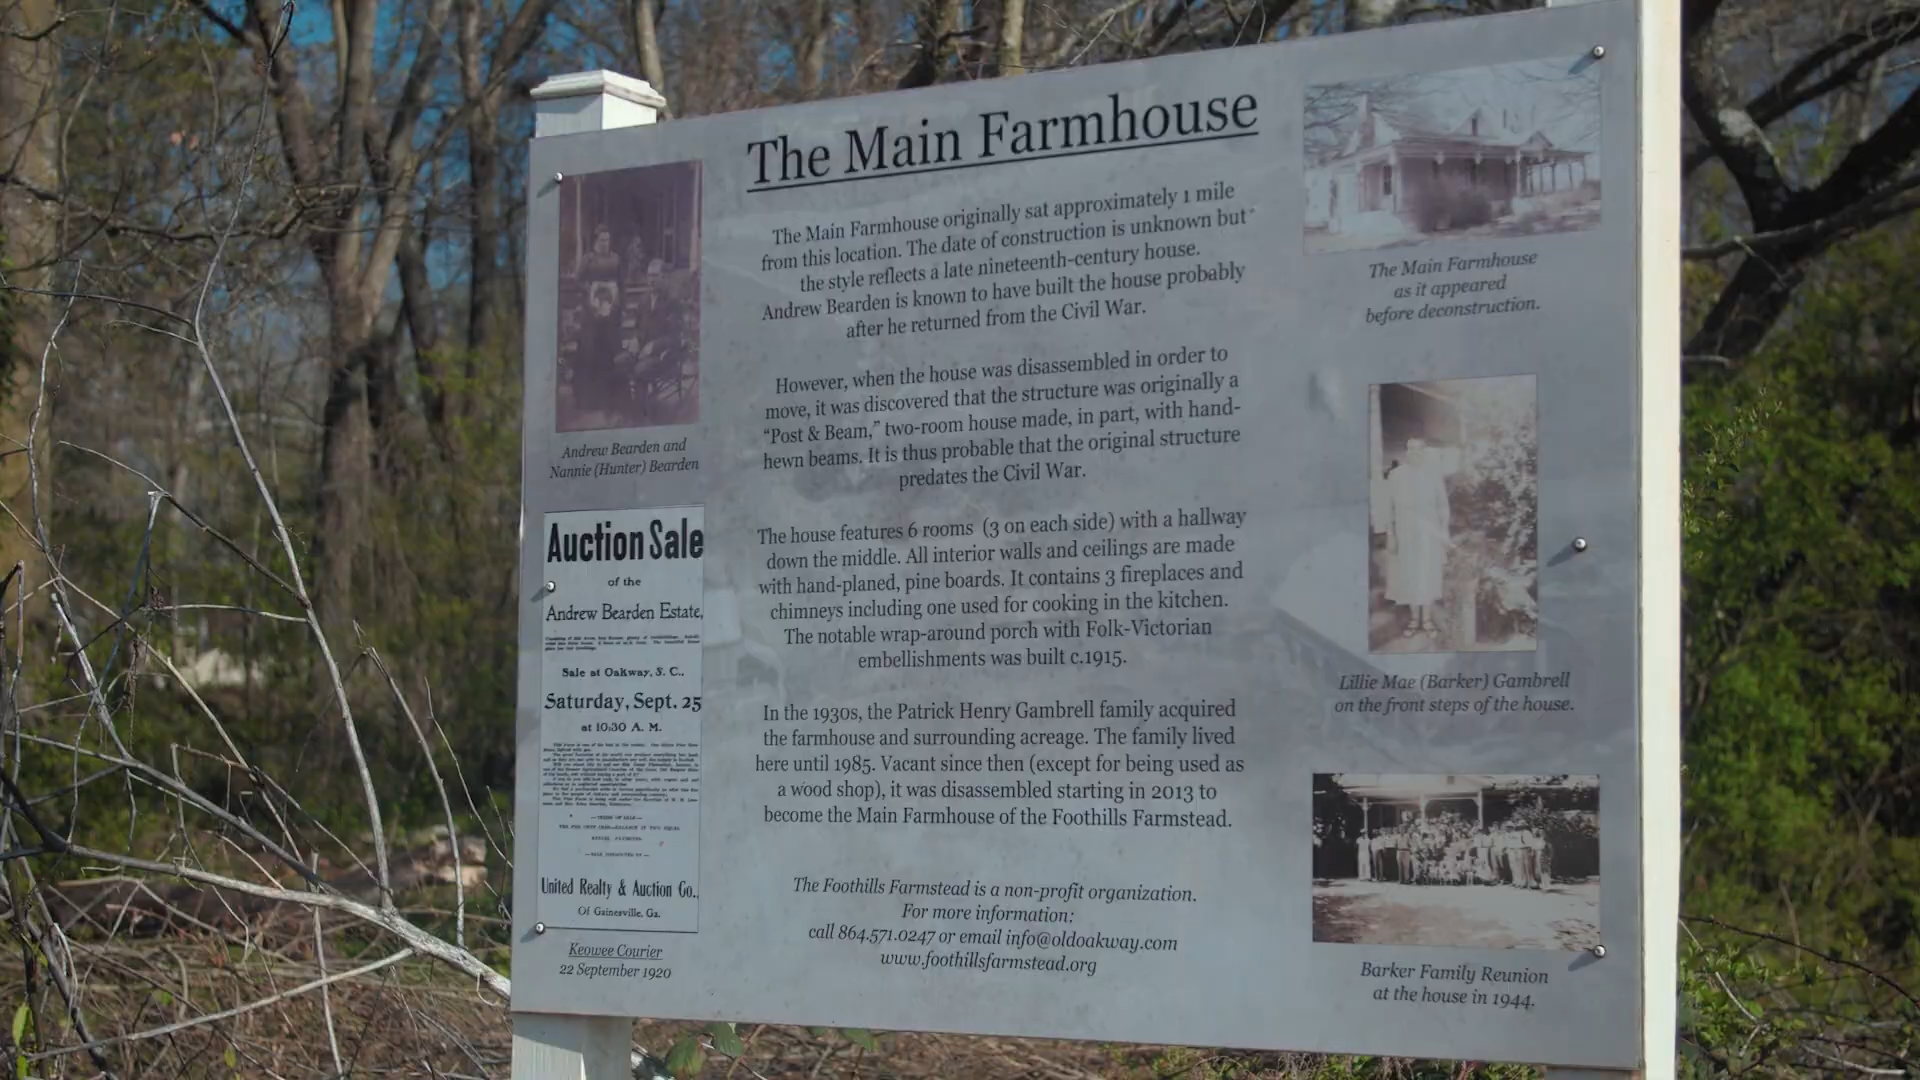 The Main Farmhouse
The Main Farmhouse originally sat approximately 1 mile
from this location. The date of construction is unknown but
the style reflects a late nineteenth-century house.
Andrew Bearden is known to have built the house probably
after he returned from the Civil War.
However, when the house was disassembled in order to
move, it was discovered that the structure was originally a
“Post & Beam,” two-room house made, in part, with hand-
hewn beams. It is thus probable that the original structure
predates the Civil War.
The house features 6 rooms (3 on each side) with a hallway
down the middle. All interior walls and ceilings are made
with hand-planed, pine boards. It contains 3 fireplaces and
chimneys including one used for cooking in the kitchen.
The notable wrap-around porch with Folk-Victorian
embellishments was built c.1915.
In the 1930s, the Patrick Henry Gambrell family acquired
the farmhouse and surrounding acreage. The family lived
here until 1985. Vacant since then (except for being used as
a wood shop), it was disassembled starting in 2013 to
become the Main Farmhouse of the Foothills Farmstead.
The Foothills Farmstead is a non-profit organization.
For more information:
call 864.571.0247 or email info@oldoakway.com
www.foothillsfarmstead.org
Andrew Bearden and
Nannie (Hunter) Bearden
Auction Sale
of the
Andrew Bearden Estate,
Sale at Oakway, S. C.,
Saturday, Sept. 25
at 10:30 A. M.
United Realty & Auction Co.,
Of Gainesville, Ga.
Keowee Courier
22 September 1920
The Main Farmhouse
as it appeared
before deconstruction.
Lillie Mae (Barker) Gambrell
on the front steps of the house.
Barker Family Reunion
at the house in 1944.